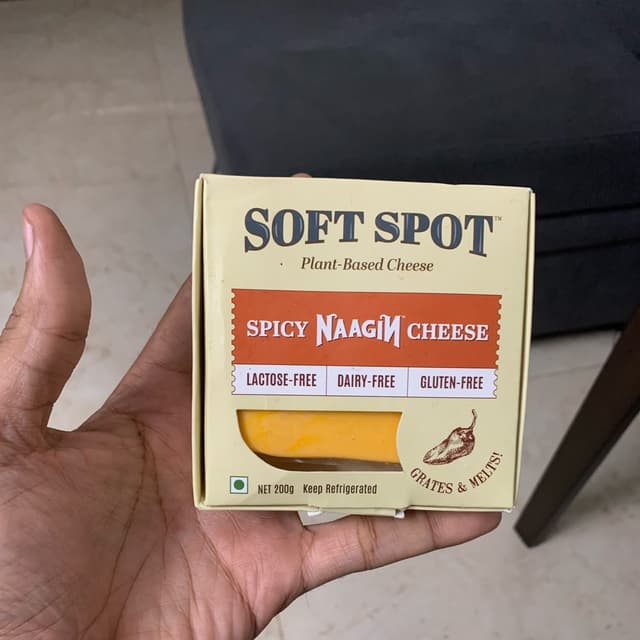 SOFT SPOT™
Plant-Based Cheese
SPICY NAAGIN CHEESE
LACTOSE-FREE DAIRY-FREE GLUTEN-FREE
GRATES & MELTS!
NET 200g Keep Refrigerated